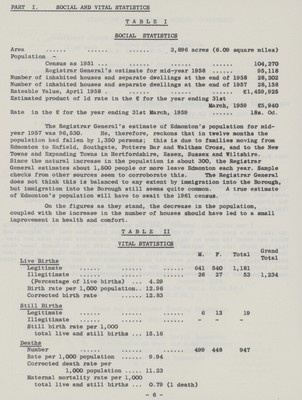 PART I. SOCIAL AND VITAL STATISTICS
TABLE I
SOCIAL STATISTICS
Area ...... ...... ...... ...... 3,896 acres (6.09 square miles)
Population -
Census as 1951 ... ...... ...... ...... ...... 104,270
Registrar General's estimate for mid-year 1958 ...... ...... 95,118
Number of inhabited houses and separate dwellings at the end of 1958 28,302
Number of inhabited houses and separate dwellings at the end of 1957 28,158
Rateable Value, April 1958 .. ...... ...... ...... ...... £1,459,925
Estimated product of 1d rate in the £ for the year ending 31st
March, 1959 £5,940
Rate in the £ for the year ending 31st March, 1959 ...... ...... 18s. 0d.
The Registrar General's estimate of Edmonton's population for mid-
year 1957 was 96,530. He, therefore, reckons that in twelve months the
population had fallen by 1,350 persons; this is due to families moving from
Edmonton to Enfield, Southgate, Potters Bar and Waltham Cross, and to the New
Towns and Expanding Towns in Hertfordshire, Essex, Sussex and Wiltshire.
Since the natural increase in the population is about 300, the Registrar
General estimates about 1,500 people or more leave Edmonton each year. Sample
checks from other sources seem to corroborate this. The Registrar General
does not think this is balanced to any extent by immigration into the Borough,
but immigration into the Borough still seems quite common. A true estimate
of Edmonton's population will have to await the 1961 census.
On the figures as they stand, the decrease in the population,
coupled with the increase in the number of houses should have led to a small
improvement in health and comfort.
TABLE II
VITAL STATISTICS
Grand
M. F. Total Total
Live Births
Legitimate ...... ...... ...... 641 540 1,181
Illegitimate ...... ...... ...... 26 27 53 1,234
(Percentage of live births) ... 4.29
Birth rate per 1,000 population.. 12.96
Corrected birth rate ...... 12.83
Still Births
Legitimate ...... ...... ...... 6 13 19
Illegitimate ...... ...... ...... - - -
Still birth rate per 1,000
total live and still births ... 15.16
Deaths
Number ...... ...... ...... 499 448 947
Rate per 1,000 population ...... 9.94
Corrected death rate per
1,000 population .... 11.23
Maternal mortality rate per 1,000
total live and still births ... 0.79 (1 death)
- 6 -